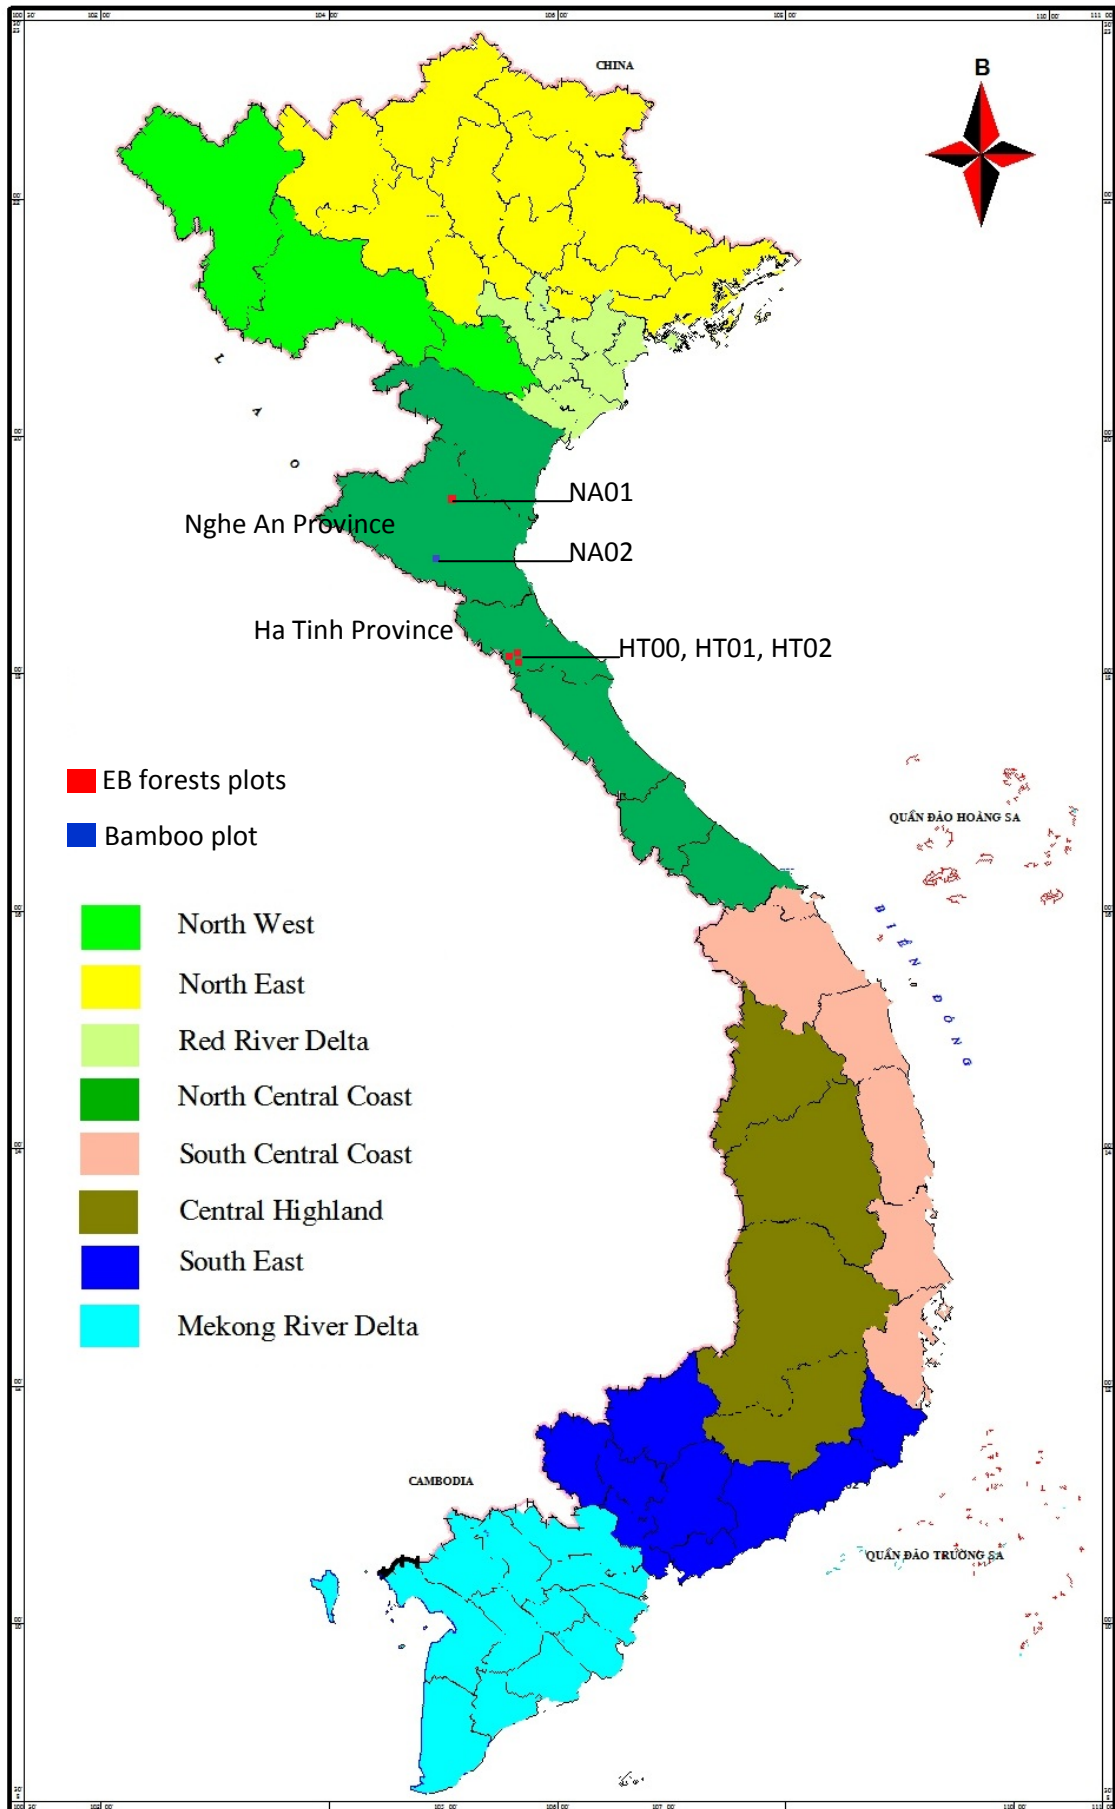 CHINA
B
L
A
O
NA01
Nghe An Province
NA02
Ha Tinh Province
HT00, HT01, HT02
EB forests plots
Bamboo plot
QUẦN ĐẢO HOÀNG SA
BIỂN ĐÔNG
North West
North East
Red River Delta
North Central Coast
South Central Coast
Central Highland
South East
Mekong River Delta
CAMBODIA
QUẦN ĐẢO TRƯỜNG SA